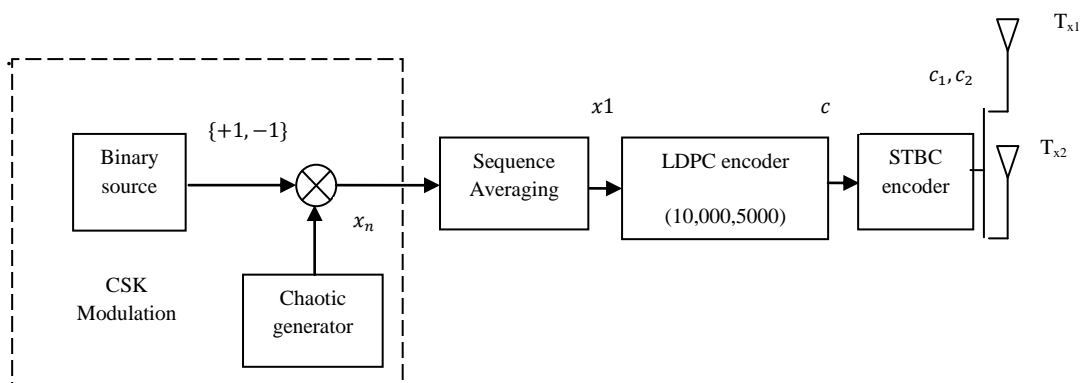 Binary
source
{+1, −1}
x_n
Chaotic
generator
CSK
Modulation
Sequence
Averaging
x1
LDPC encoder
(10,000,5000)
c
STBC
encoder
c₁, c₂
Tₓ₁
Tₓ₂